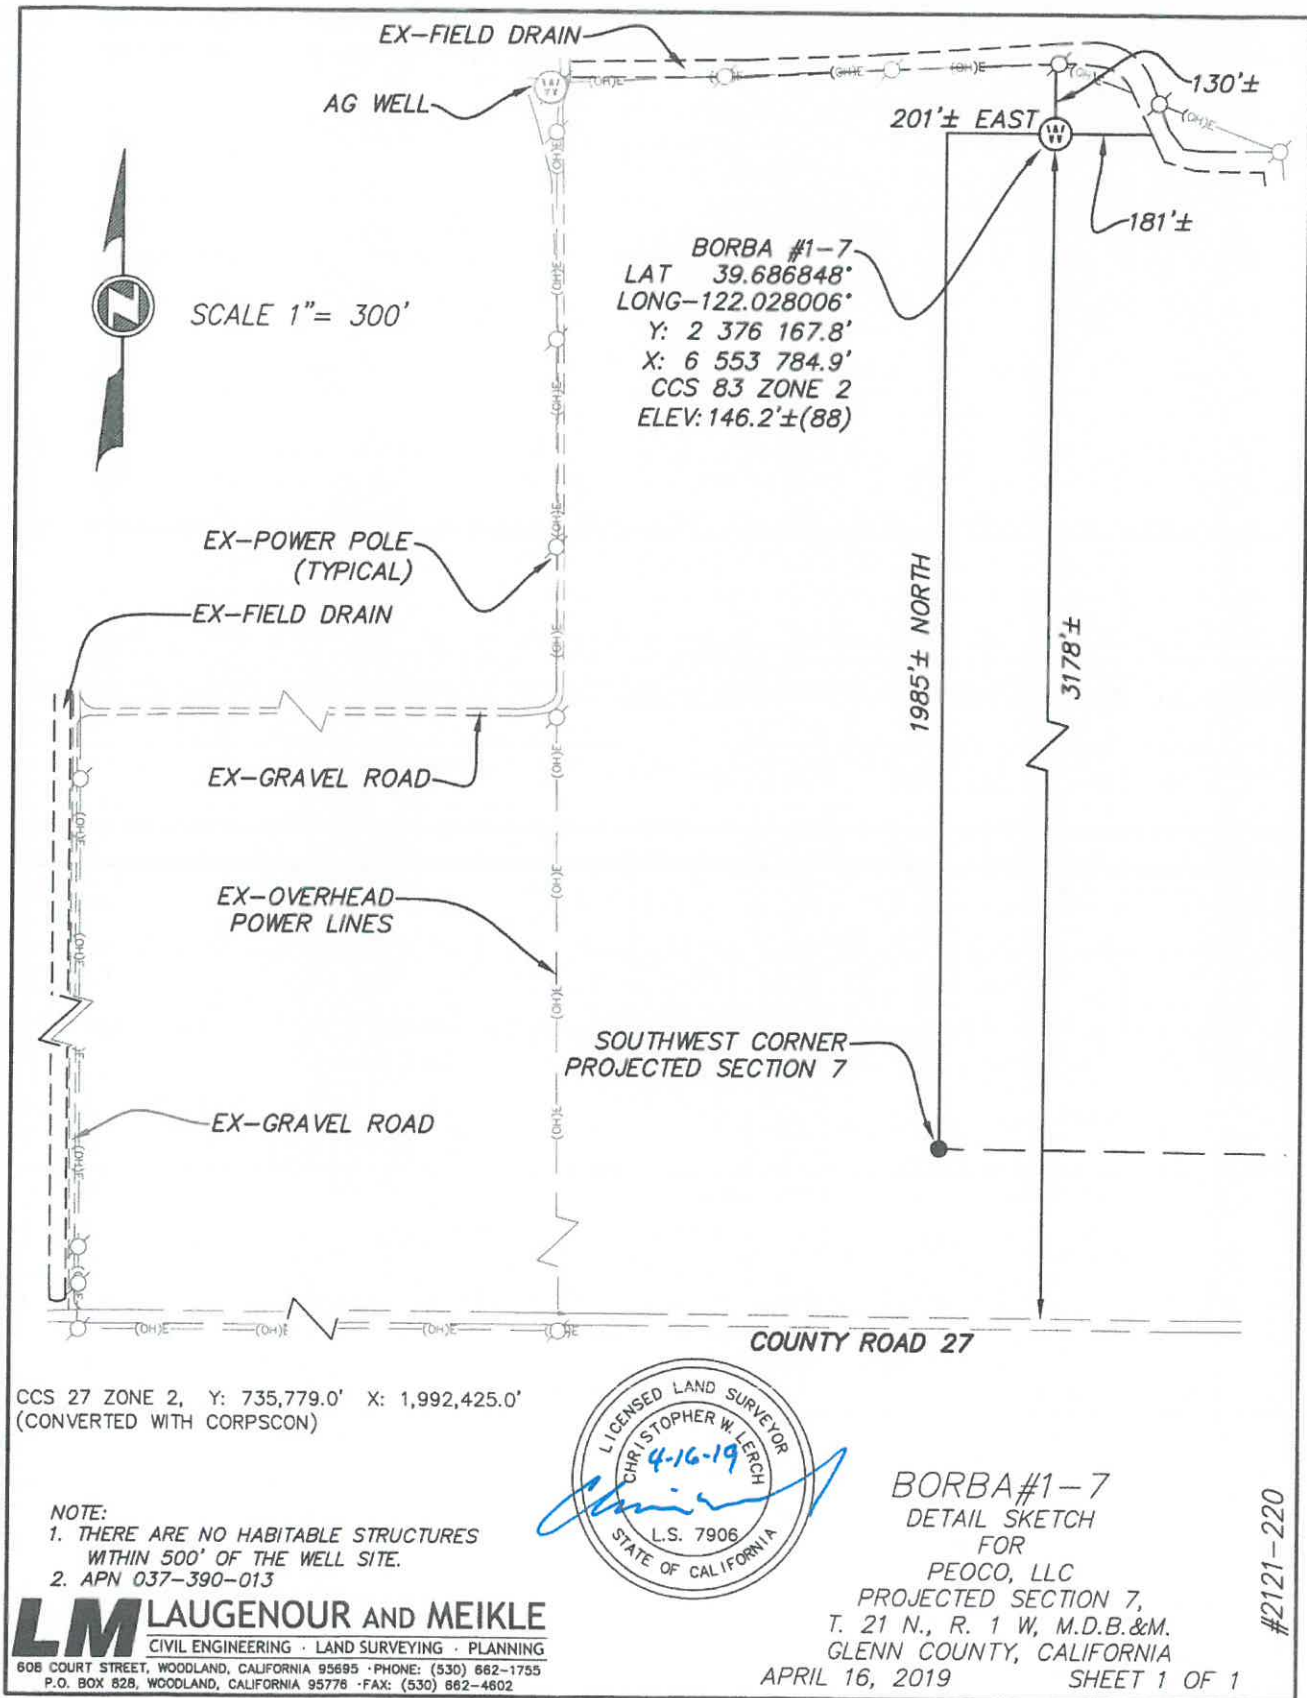 EX-FIELD DRAIN
AG WELL
130'±
201'± EAST
W
W
181'±
BORBA #1-7
LAT 39.686848°
LONG-122.028006°
Y: 2 376 167.8'
X: 6 553 784.9'
CCS 83 ZONE 2
ELEV: 146.2'±(88)
N
SCALE 1"= 300'
EX-POWER POLE
(TYPICAL)
EX-FIELD DRAIN
1985'± NORTH
3178'±
EX-GRAVEL ROAD
EX-OVERHEAD
POWER LINES
SOUTHWEST CORNER
PROJECTED SECTION 7
EX-GRAVEL ROAD
(OH)E (OH)E (OH)E
COUNTY ROAD 27
CCS 27 ZONE 2, Y: 735,779.0' X: 1,992,425.0'
(CONVERTED WITH CORPSCON)
LICENSED LAND SURVEYOR
CHRISTOPHER W. LERCH
4-16-19
L.S. 7906
STATE OF CALIFORNIA
NOTE:
1. THERE ARE NO HABITABLE STRUCTURES
WITHIN 500' OF THE WELL SITE.
2. APN 037-390-013
LM LAUGENOUR AND MEIKLE
CIVIL ENGINEERING · LAND SURVEYING · PLANNING
608 COURT STREET, WOODLAND, CALIFORNIA 95695 · PHONE: (530) 662-1755
P.O. BOX 828, WOODLAND, CALIFORNIA 95776 · FAX: (530) 662-4602
BORBA#1-7
DETAIL SKETCH
FOR
PEOCO, LLC
PROJECTED SECTION 7,
T. 21 N., R. 1 W, M.D.B.&M.
GLENN COUNTY, CALIFORNIA
APRIL 16, 2019 SHEET 1 OF 1
#2121-220